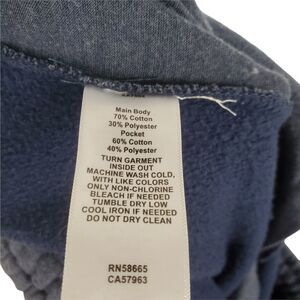 Main Body
70% Cotton
30% Polyester
Pocket
60% Cotton
40% Polyester
TURN GARMENT
INSIDE OUT
MACHINE WASH COLD,
WITH LIKE COLORS
ONLY NON-CHLORINE
BLEACH IF NEEDED
TUMBLE DRY LOW
COOL IRON IF NEEDED
DO NOT DRY CLEAN
RN58665
CA57963